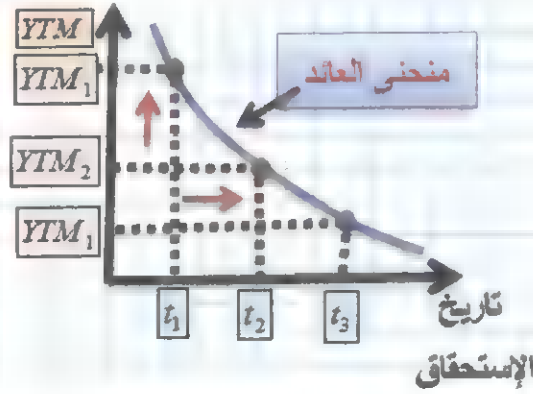 YTM
منحنى العائد
YTM₁
YTM₂
YTM₁
t₁ t₂ t₃
تاريخ
الإستحقاق